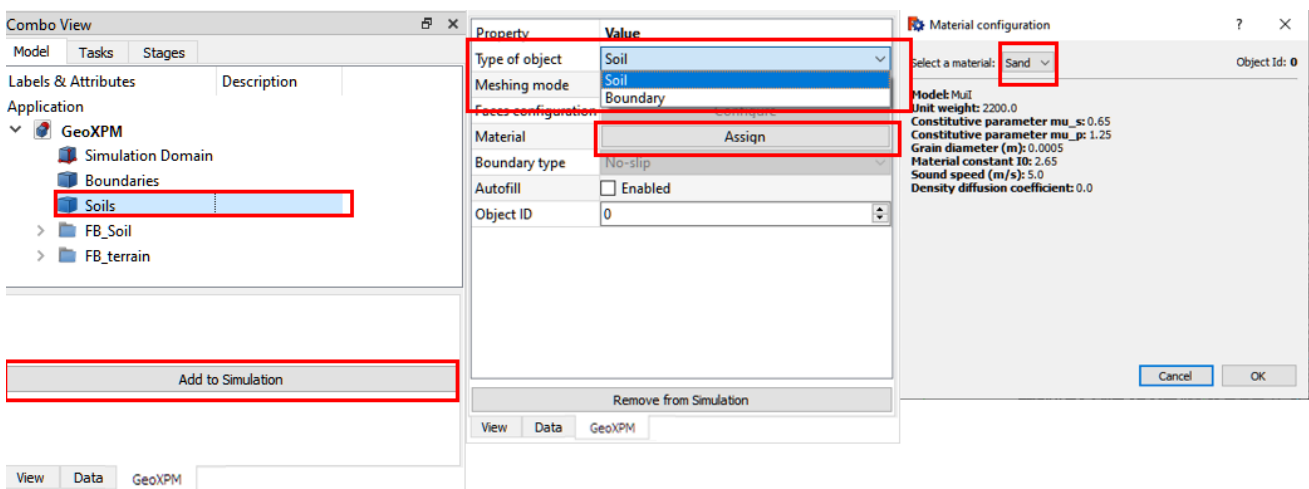 Combo View
Model Tasks Stages
Labels & Attributes Description
Application
GeoXPM
Simulation Domain
Boundaries
Soils
FB_Soil
FB_terrain
Add to Simulation
View Data GeoXPM
Property Value
Type of object Soil
Soil
Boundary
Meshing mode
Faces configuration Configure
Material Assign
Boundary type No-slip
Autofill Enabled
Object ID 0
Remove from Simulation
View Data GeoXPM
Material configuration ? ×
Select a material: Sand Object Id: 0
Model: MuI
Unit weight: 2200.0
Constitutive parameter mu_s: 0.65
Constitutive parameter mu_p: 1.25
Grain diameter (m): 0.0005
Material constant I0: 2.65
Sound speed (m/s): 5.0
Density diffusion coefficient: 0.0
Cancel OK